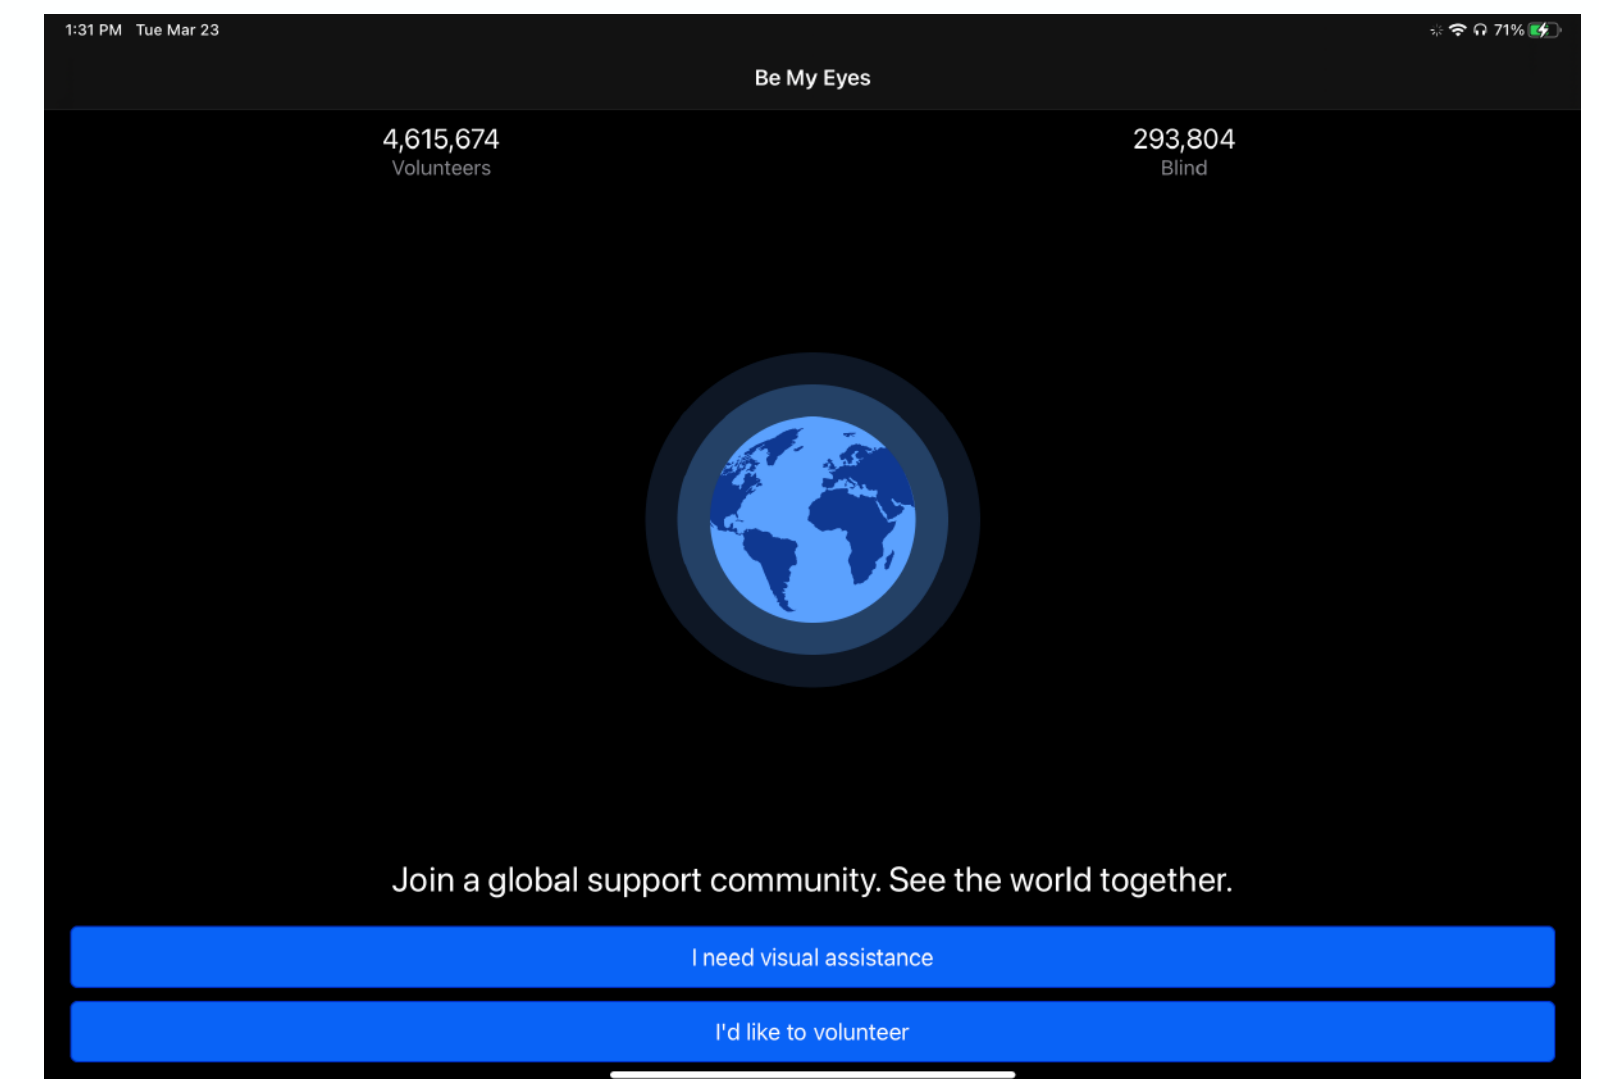 1:31 PM Tue Mar 23
71%
Be My Eyes
4,615,674
Volunteers
293,804
Blind
Join a global support community. See the world together.
I need visual assistance
I'd like to volunteer